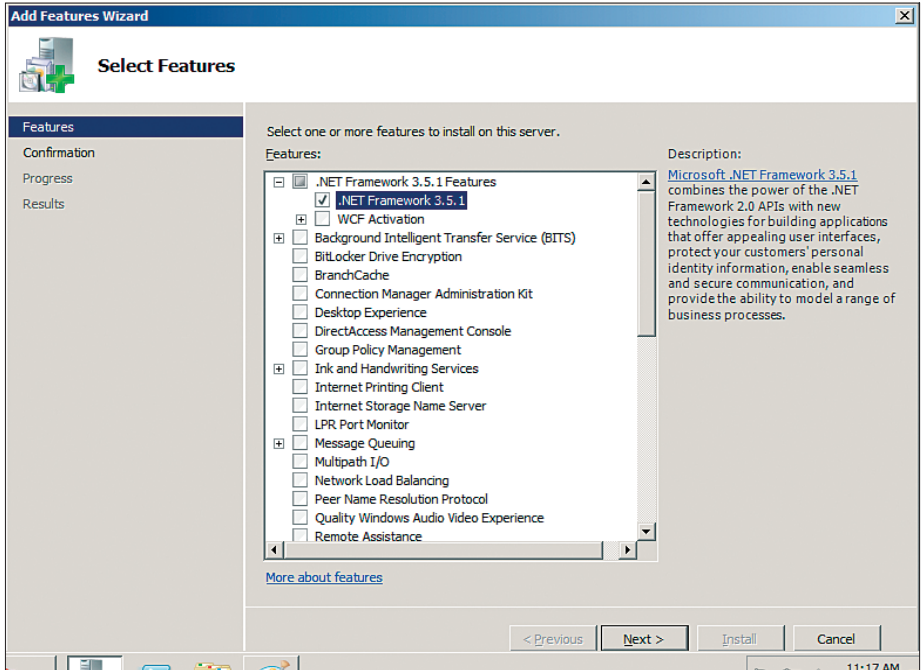 Add Features Wizard
Select Features
Features
Confirmation
Progress
Results
Select one or more features to install on this server.
Features:
.NET Framework 3.5.1 Features
.NET Framework 3.5.1
WCF Activation
Background Intelligent Transfer Service (BITS)
BitLocker Drive Encryption
BranchCache
Connection Manager Administration Kit
Desktop Experience
DirectAccess Management Console
Group Policy Management
Ink and Handwriting Services
Internet Printing Client
Internet Storage Name Server
LPR Port Monitor
Message Queuing
Multipath I/O
Network Load Balancing
Peer Name Resolution Protocol
Quality Windows Audio Video Experience
Remote Assistance
More about features
Description:
Microsoft .NET Framework 3.5.1
combines the power of the .NET
Framework 2.0 APIs with new
technologies for building applications
that offer appealing user interfaces,
protect your customers' personal
identity information, enable seamless
and secure communication, and
provide the ability to model a range of
business processes.
< Previous
Next >
Install
Cancel
11:17 AM